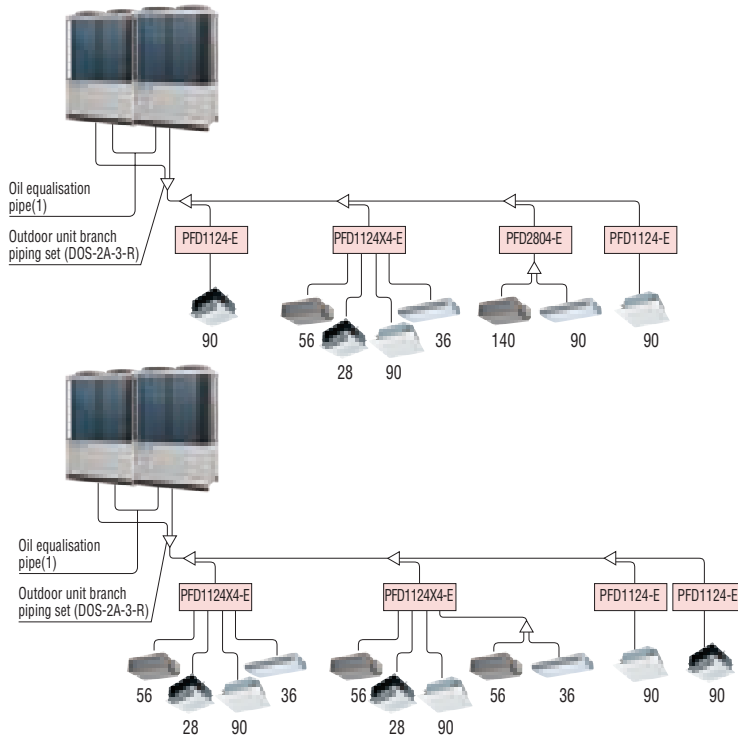 Oil equalisation
pipe(1)
Outdoor unit branch
piping set (DOS-2A-3-R)
PFD1124-E
PFD1124X4-E
PFD2804-E
PFD1124-E
90
56
28
90
36
140
90
90
Oil equalisation
pipe(1)
Outdoor unit branch
piping set (DOS-2A-3-R)
PFD1124X4-E
PFD1124X4-E
PFD1124-E
PFD1124-E
56
28
90
36
56
28
90
56
36
90
90